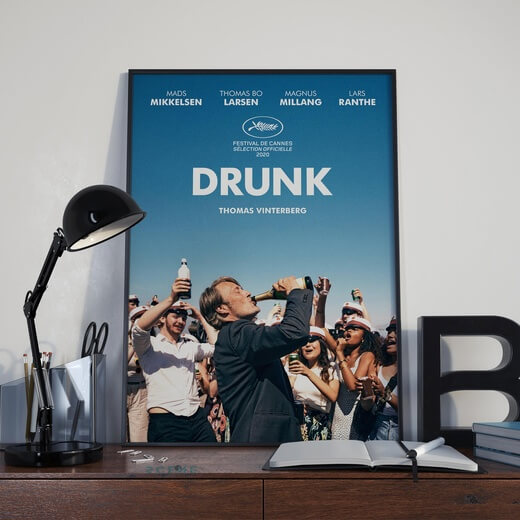 MADS THOMAS BO MAGNUS LARS
MIKKELSEN LARSEN MILLANG RANTHE
FESTIVAL DE CANNES
SÉLECTION OFFICIELLE
2020
DRUNK
THOMAS VINTERBERG
B